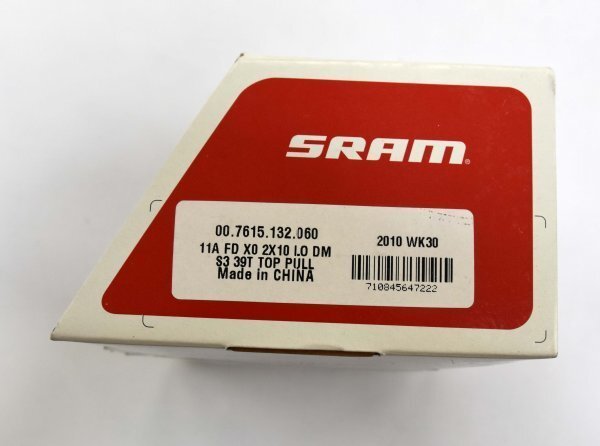 SRAM
00.7615.132.060
11A FD X0 2X10 LO DM
S3 39T TOP PULL
Made in CHINA
2010 WK30
710845647222